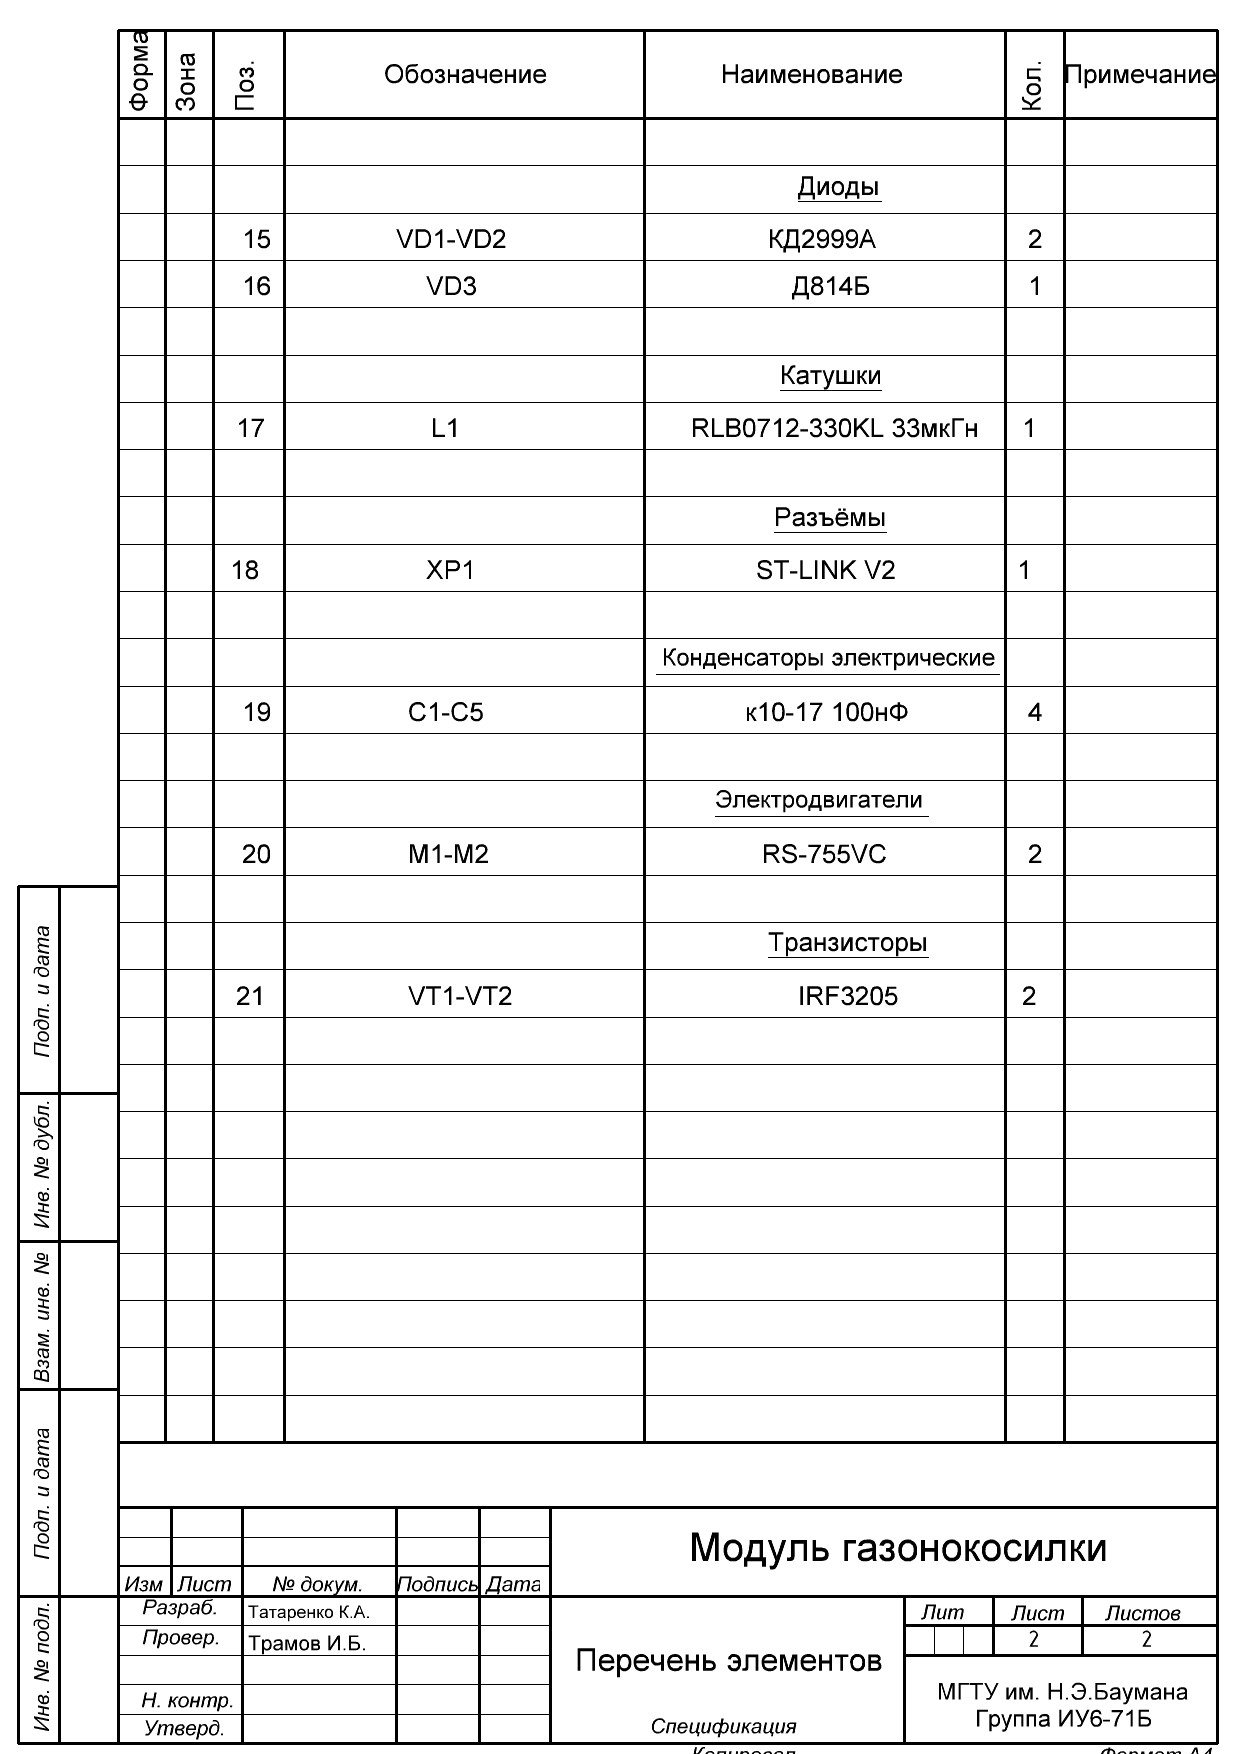 Форма Зона Поз. Обозначение Наименование Кол. Примечание
Диоды
15 VD1-VD2 КД2999А 2
16 VD3 Д814Б 1
Катушки
17 L1 RLB0712-330KL 33мкГн 1
Разъёмы
18 XP1 ST-LINK V2 1
Конденсаторы электрические
19 C1-C5 к10-17 100нФ 4
Электродвигатели
20 M1-M2 RS-755VC 2
Транзисторы
21 VT1-VT2 IRF3205 2
Подп. и дата
Инв. № дубл.
Взам. инв. №
Подп. и дата
Инв. № подл.
Модуль газонокосилки
Изм Лист № докум. Подпись Дата
Разраб. Татаренко К.А.
Провер. Трамов И.Б.
Н. контр.
Утверд.
Перечень элементов
Спецификация
Лит Лист Листов
2 2
МГТУ им. Н.Э.Баумана
Группа ИУ6-71Б
Копировал Формат А4